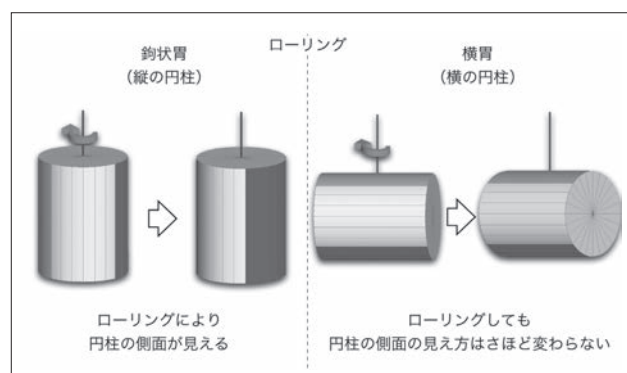 ローリング
鉤状胃
(縦の円柱)
横胃
(横の円柱)
ローリングにより
円柱の側面が見える
ローリングしても
円柱の側面の見え方はさほど変わらない